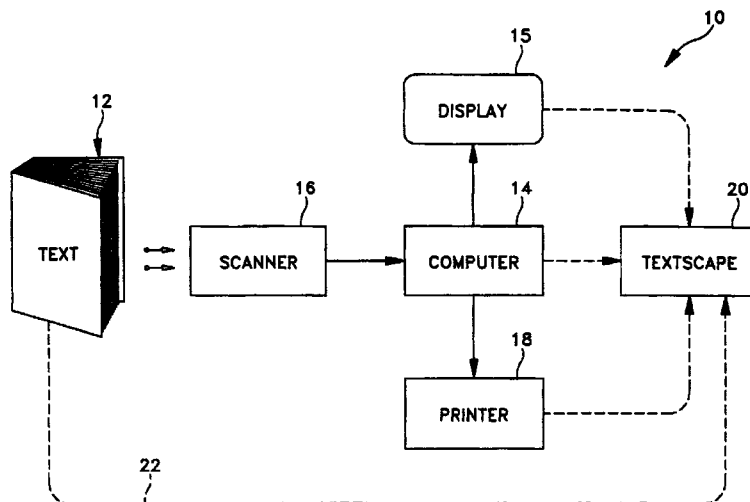 10
15
12
DISPLAY
16
14
20
TEXT
SCANNER
COMPUTER
TEXTSCAPE
18
PRINTER
22